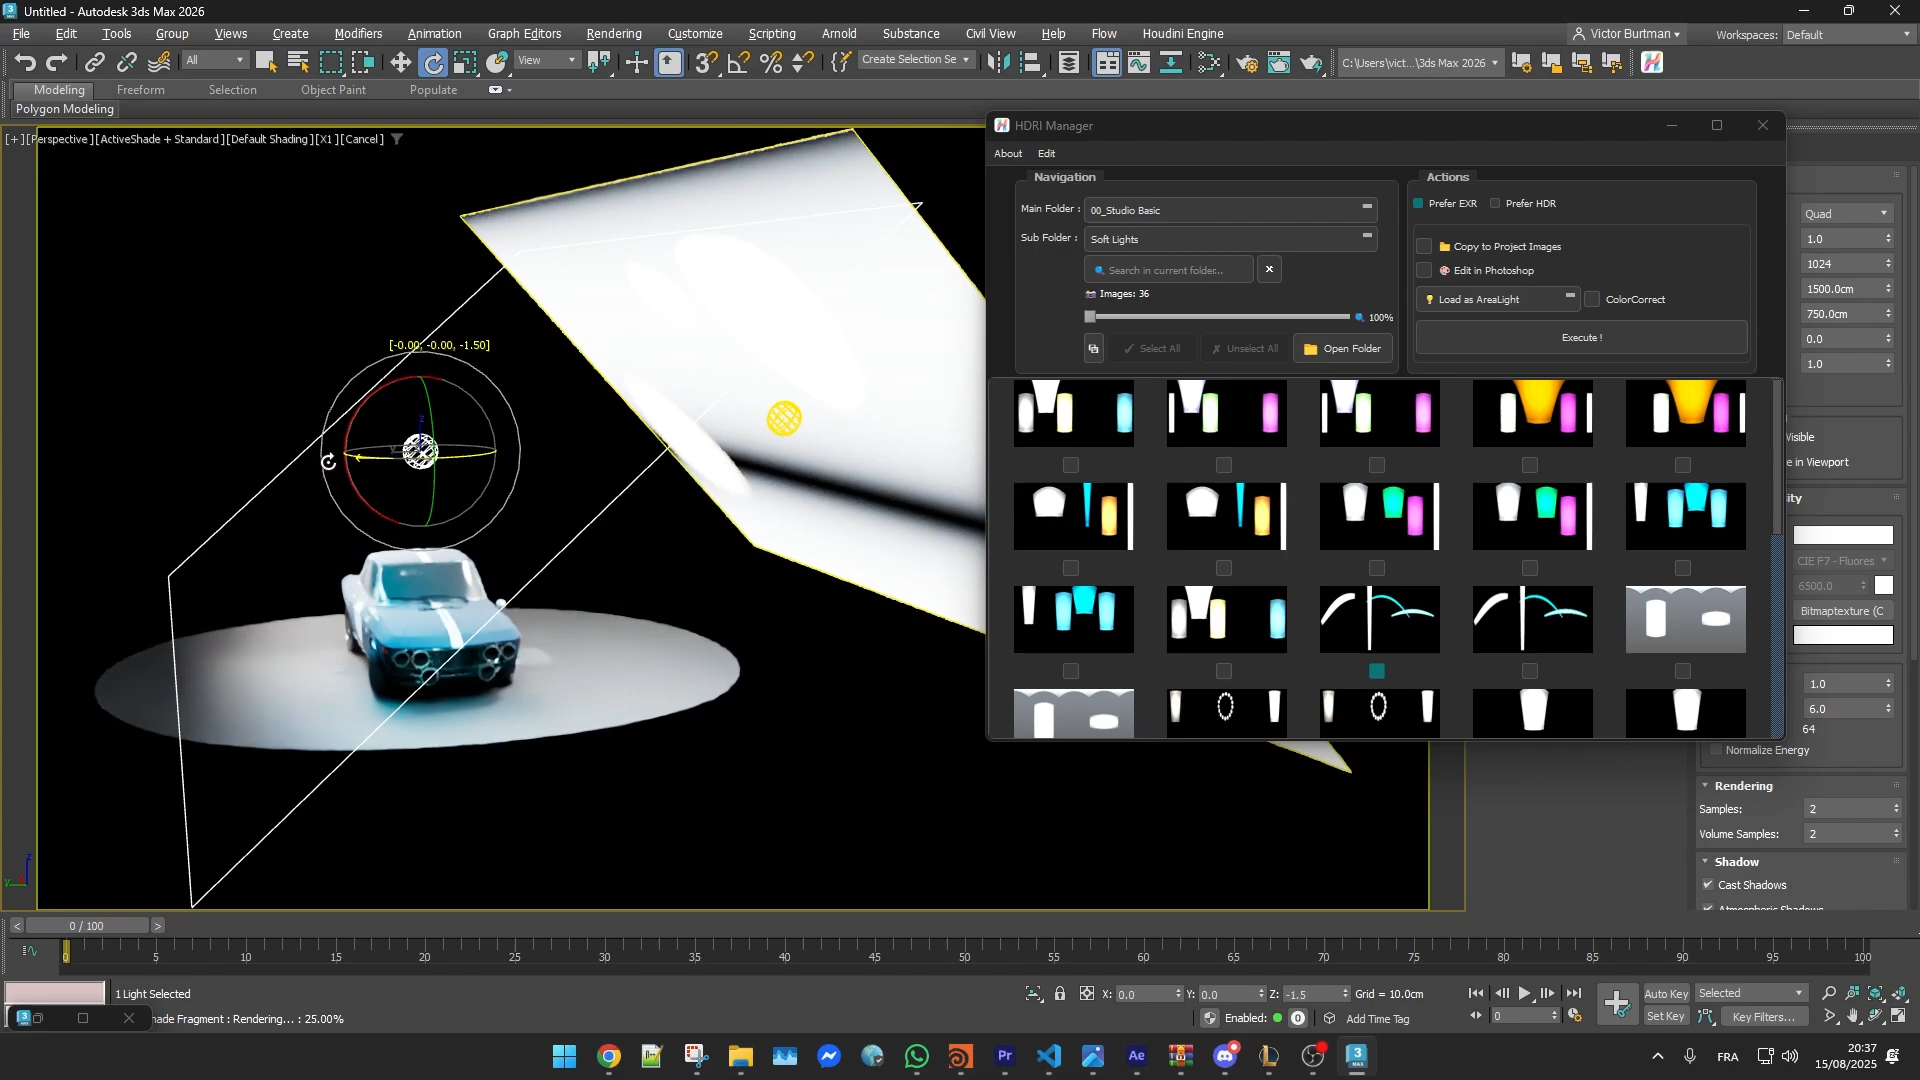 Untitled - Autodesk 3ds Max 2026
File Edit Tools Group Views Create Modifiers Animation Graph Editors Rendering Customize Scripting Arnold Substance Civil View Help Flow Houdini Engine
Victor Burtman
Workspaces: Default
All
View
Create Selection Se
C:\Users\vict...\3ds Max 2026
Modeling Freeform Selection Object Paint Populate
Polygon Modeling
[+][Perspective][ActiveShade + Standard][Default Shading][X1][Cancel]
[-0.00, -0.00, -1.50]
HDRI Manager
About Edit
Navigation
Main Folder : 00_Studio Basic
Sub Folder : Soft Lights
Search in current folder...
Images: 36
100%
Select All Unselect All Open Folder
Actions
Prefer EXR Prefer HDR
Copy to Project Images
Edit in Photoshop
Load as AreaLight ColorCorrect
Execute !
Quad
1.0
1024
1500.0cm
750.0cm
0.0
1.0
Visible
e in Viewport
ity
CIE F7 - Fluores
6500.0
Bitmaptexture (C
1.0
6.0
64
Normalize Energy
Rendering
Samples: 2
Volume Samples: 2
Shadow
Cast Shadows
Atmospheric Shadows
0 / 100
0 5 10 15 20 25 30 35 40 45 50 55 60 65 70 75 80 85 90 95 100
1 Light Selected
X: 0.0 Y: 0.0 Z: -1.5 Grid = 10.0cm
Auto Key Selected
ade Fragment : Rendering... : 25.00%
Enabled: 0 Add Time Tag
0
Set Key Key Filters...
FRA
20:37
15/08/2025